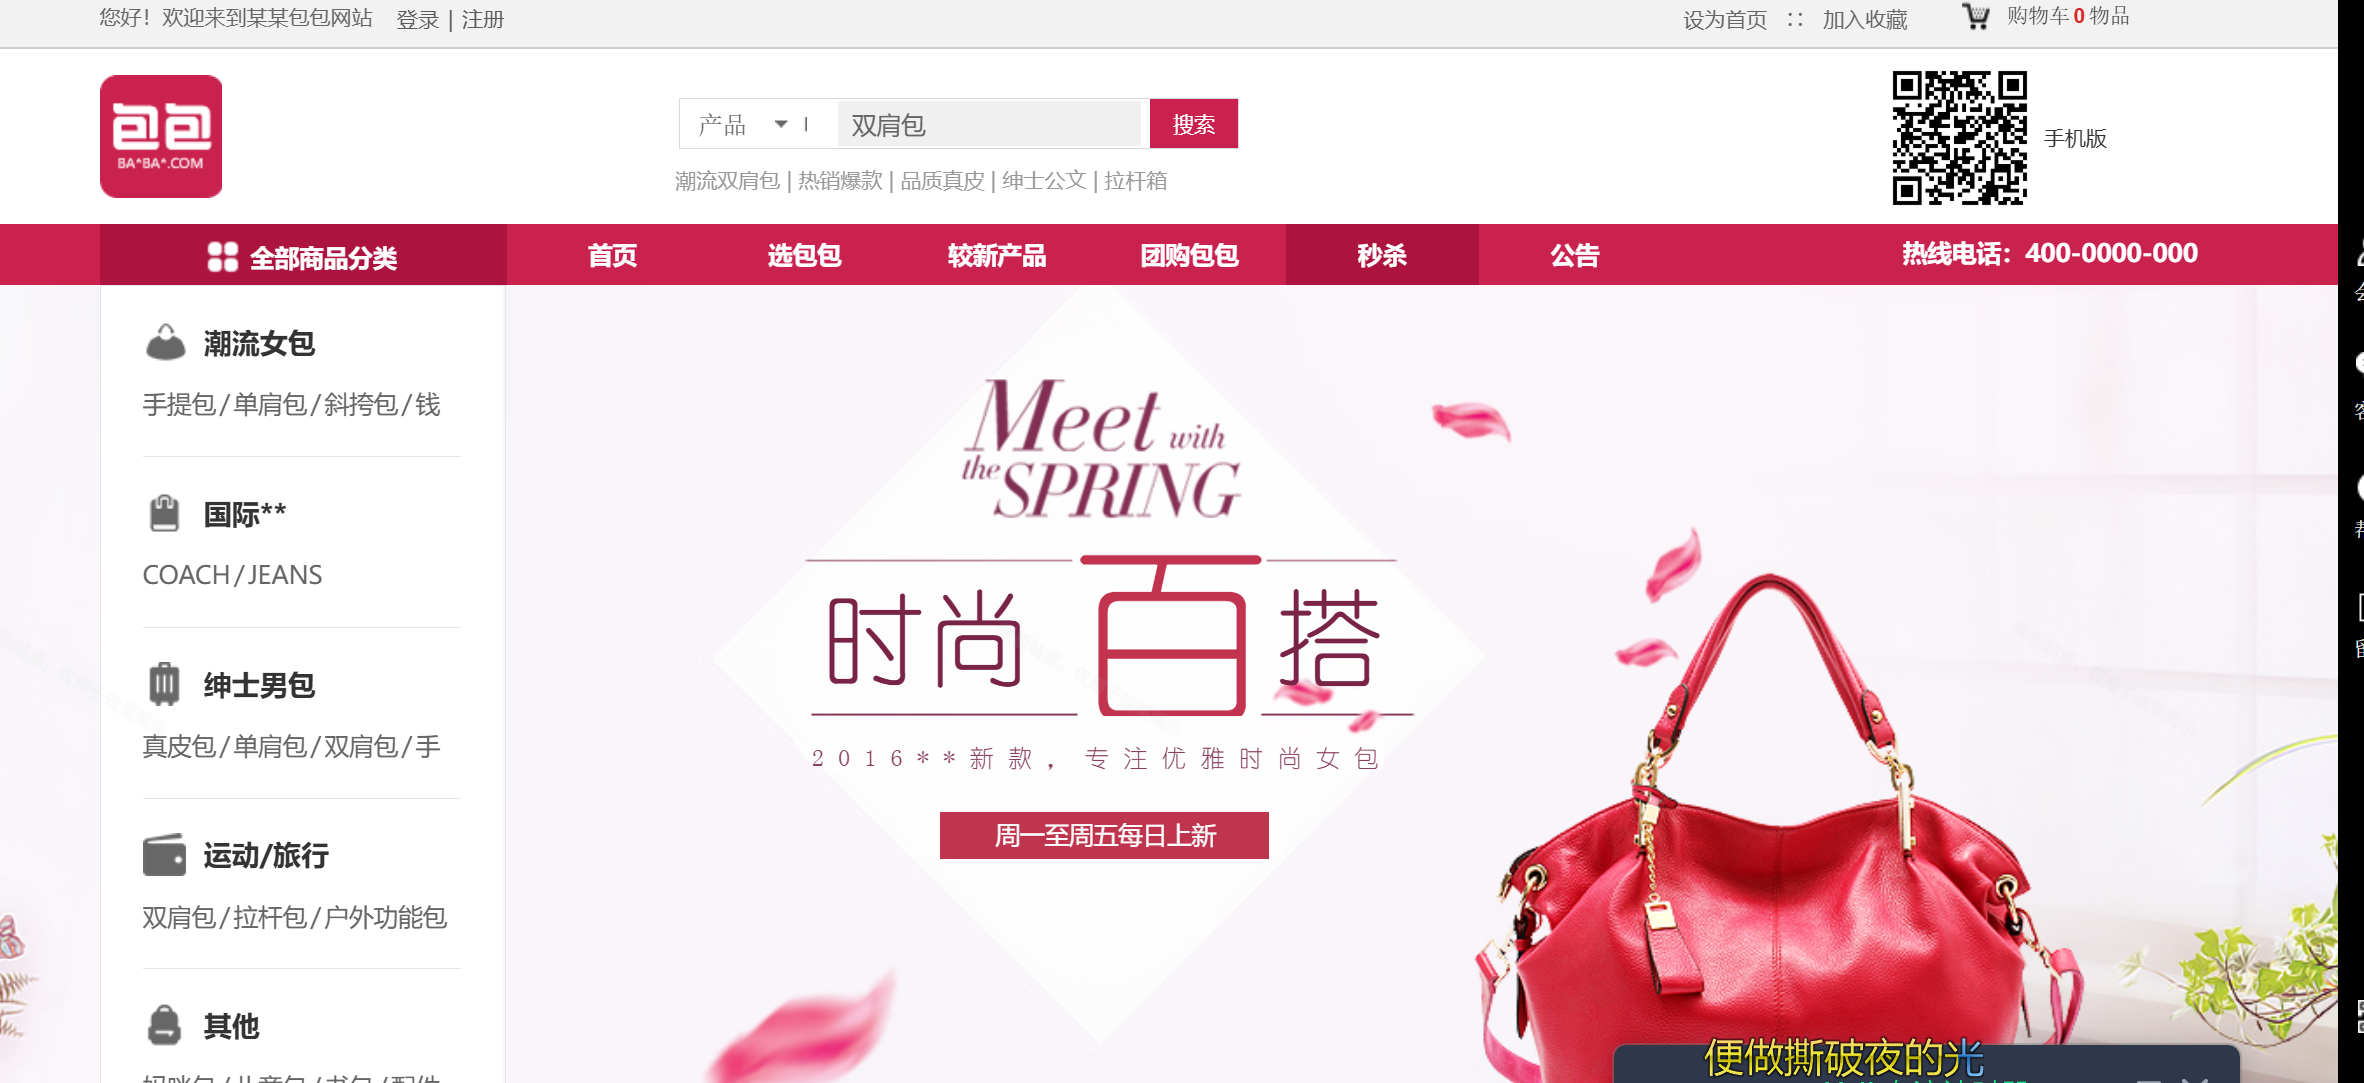 您好！欢迎来到某某包包网站 登录 | 注册 设为首页 :: 加入收藏 购物车 0 物品
包包
BA*BA*.COM
产品 双肩包 搜索
手机版
潮流双肩包 | 热销爆款 | 品质真皮 | 绅士公文 | 拉杆箱
全部商品分类 首页 选包包 较新产品 团购包包 秒杀 公告 热线电话：400-0000-000
潮流女包
手提包/单肩包/斜挎包/钱
国际**
COACH/JEANS
绅士男包
真皮包/单肩包/双肩包/手
运动/旅行
双肩包/拉杆包/户外功能包
其他
Meet with
the SPRING
时尚百搭
2016**新款，专注优雅时尚女包
周一至周五每日上新
便做撕破夜的光